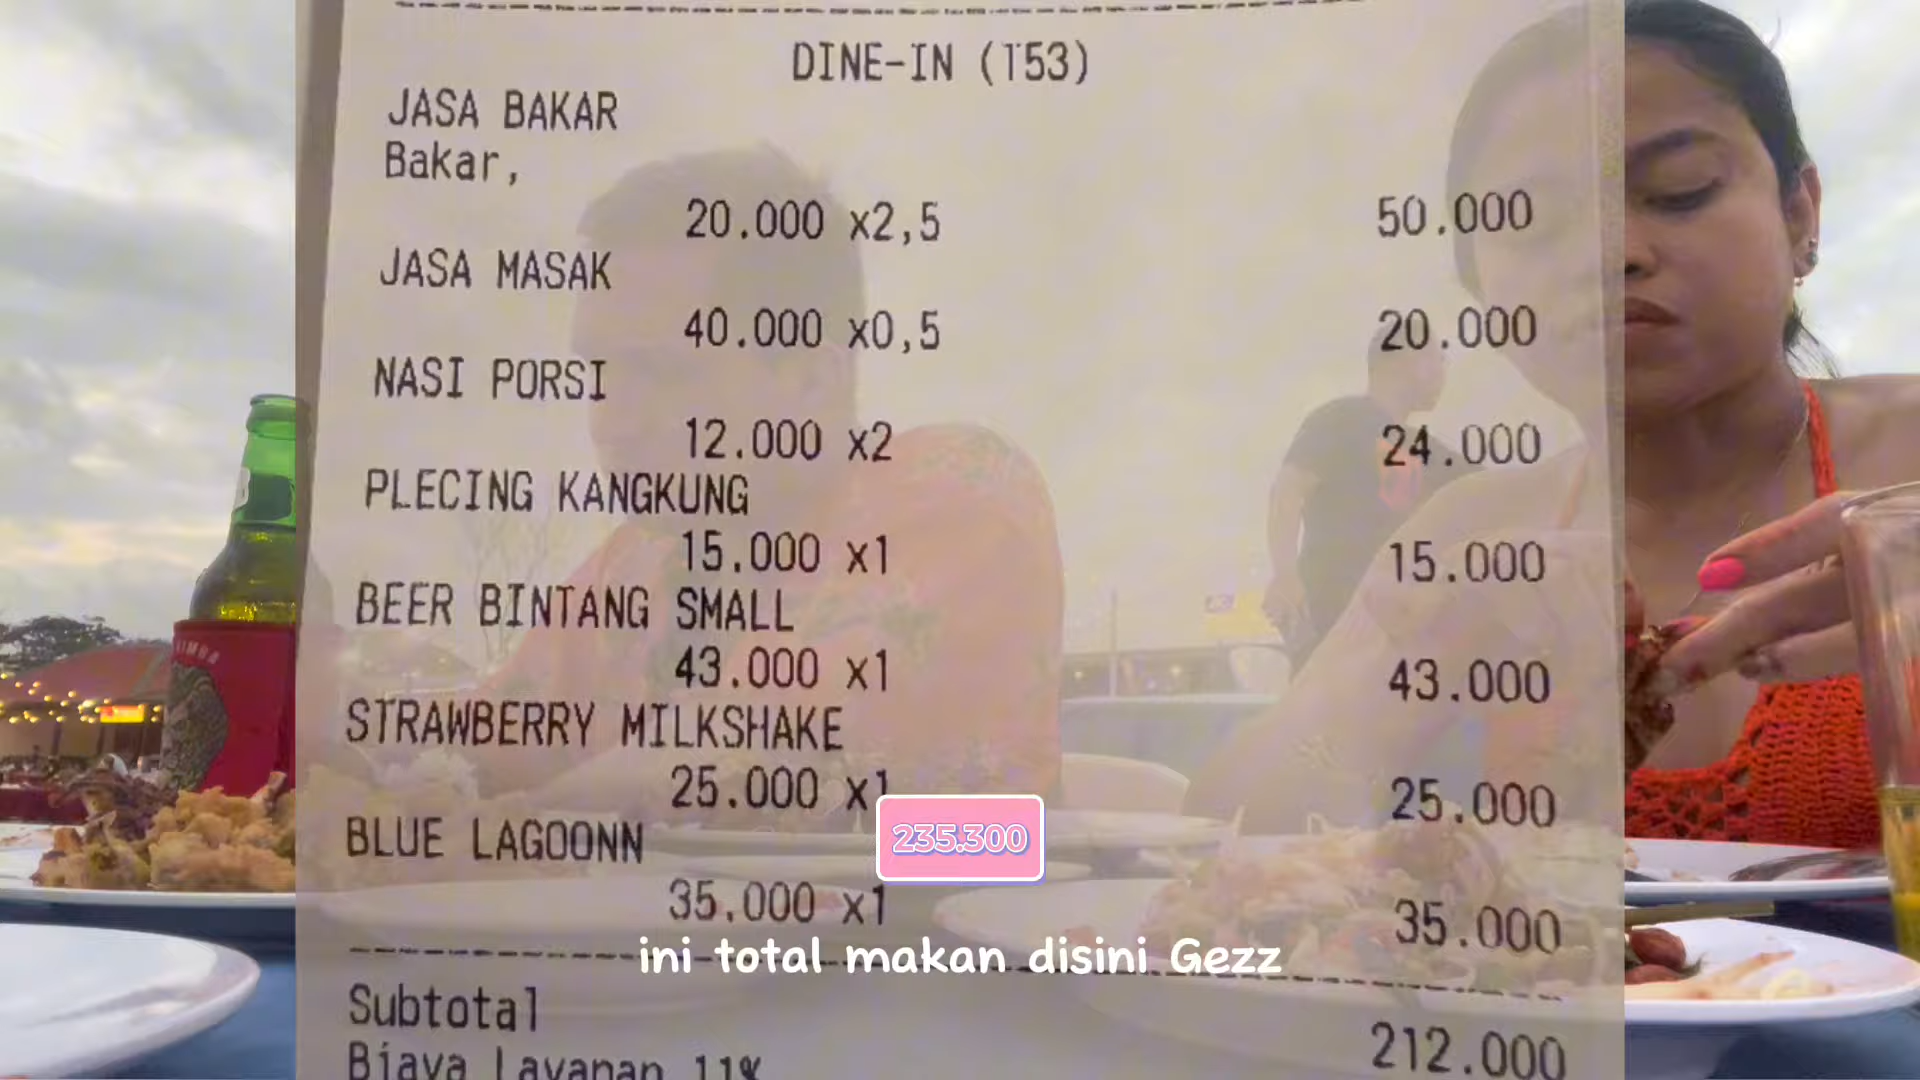 DINE-IN (T53)
JASA BAKAR
Bakar,
20.000 x2,5 50.000
JASA MASAK
40.000 x0,5 20.000
NASI PORSI
12.000 x2 24.000
PLECING KANGKUNG
15.000 x1 15.000
BEER BINTANG SMALL
43.000 x1 43.000
STRAWBERRY MILKSHAKE
25.000 x1 25.000
235.300
BLUE LAGOONN
35.000 x1 35.000
ini total makan disini Gezz
Subtotal 212.000
Biaya Layanan 11%